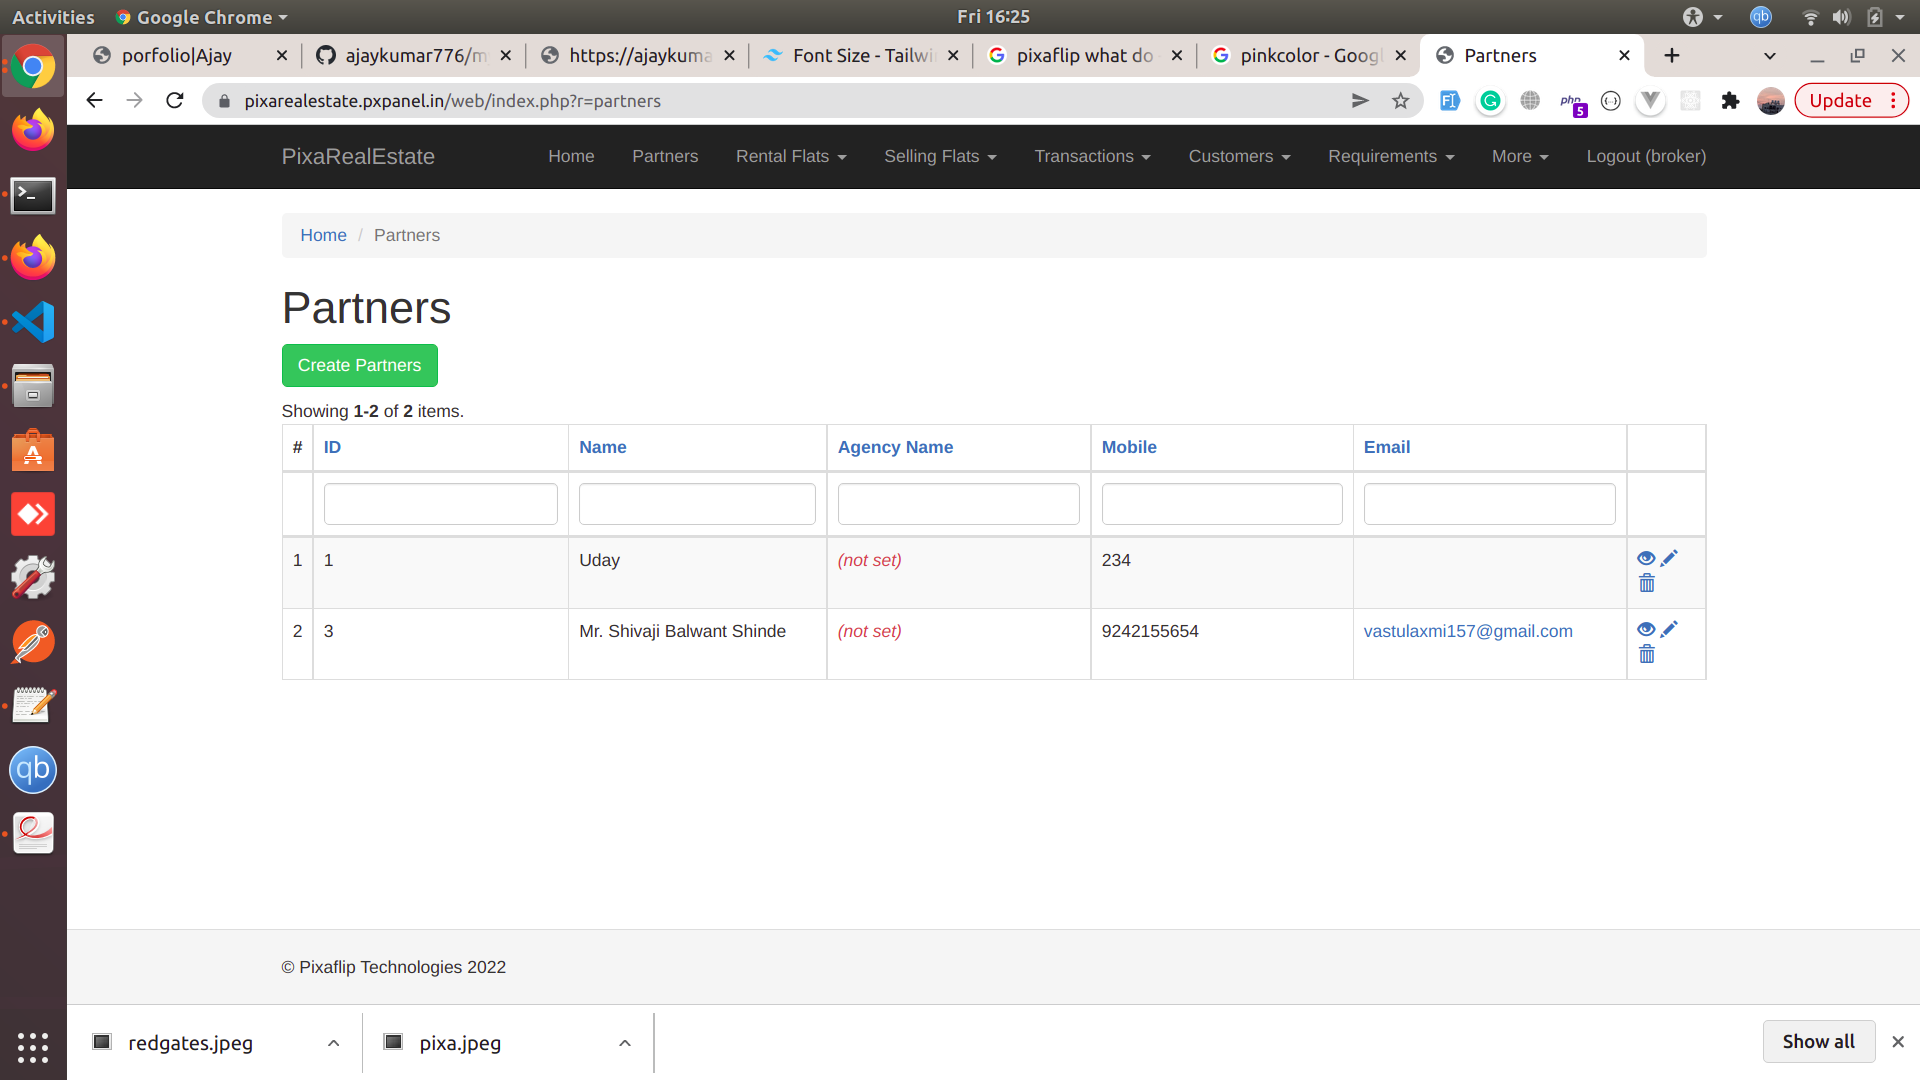 Activities Google Chrome Fri 16:25
porfolio|Ajay ajaykumar776/m https://ajaykuma Font Size - Tailwi pixaflip what do pinkcolor - Googl Partners
pixarealestate.pxpanel.in/web/index.php?r=partners php 5 Update
PixaRealEstate Home Partners Rental Flats Selling Flats Transactions Customers Requirements More Logout (broker)
Home / Partners
Partners
Create Partners
Showing 1-2 of 2 items.
# ID Name Agency Name Mobile Email
1 1 Uday (not set) 234
2 3 Mr. Shivaji Balwant Shinde (not set) 9242155654 vastulaxmi157@gmail.com
© Pixaflip Technologies 2022
redgates.jpeg pixa.jpeg Show all